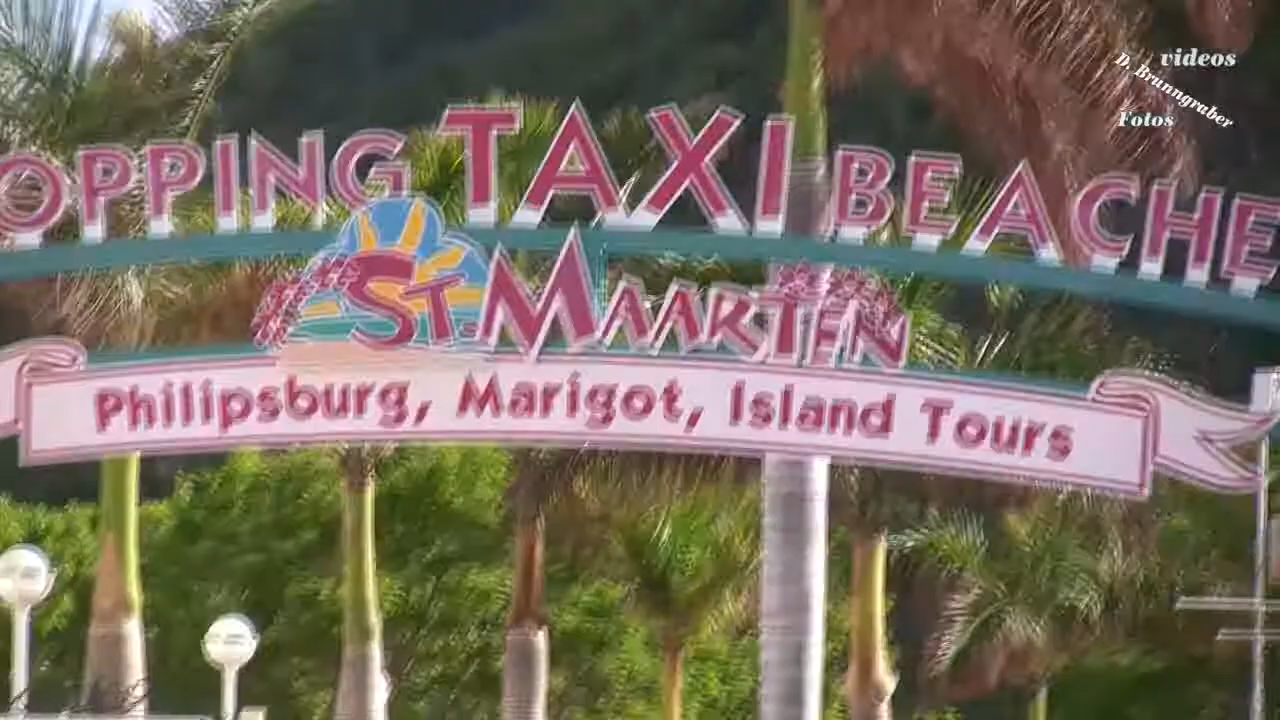 OPPING TAXI BEACHE
ST MAARTEN
Philipsburg, Marigot, Island Tours
videos
D. Brunngraber
Fotos